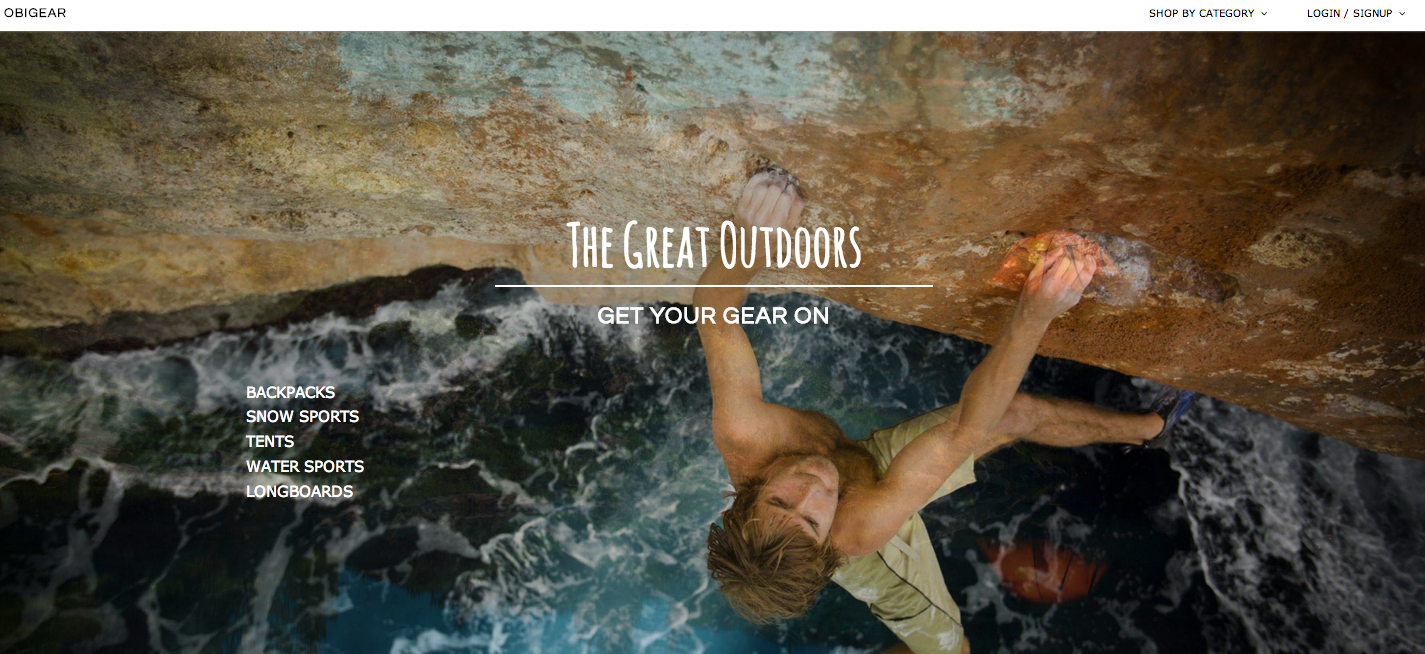 OBIGEAR
SHOP BY CATEGORY
LOGIN / SIGNUP
THE GREAT OUTDOORS
GET YOUR GEAR ON
BACKPACKS
SNOW SPORTS
TENTS
WATER SPORTS
LONGBOARDS